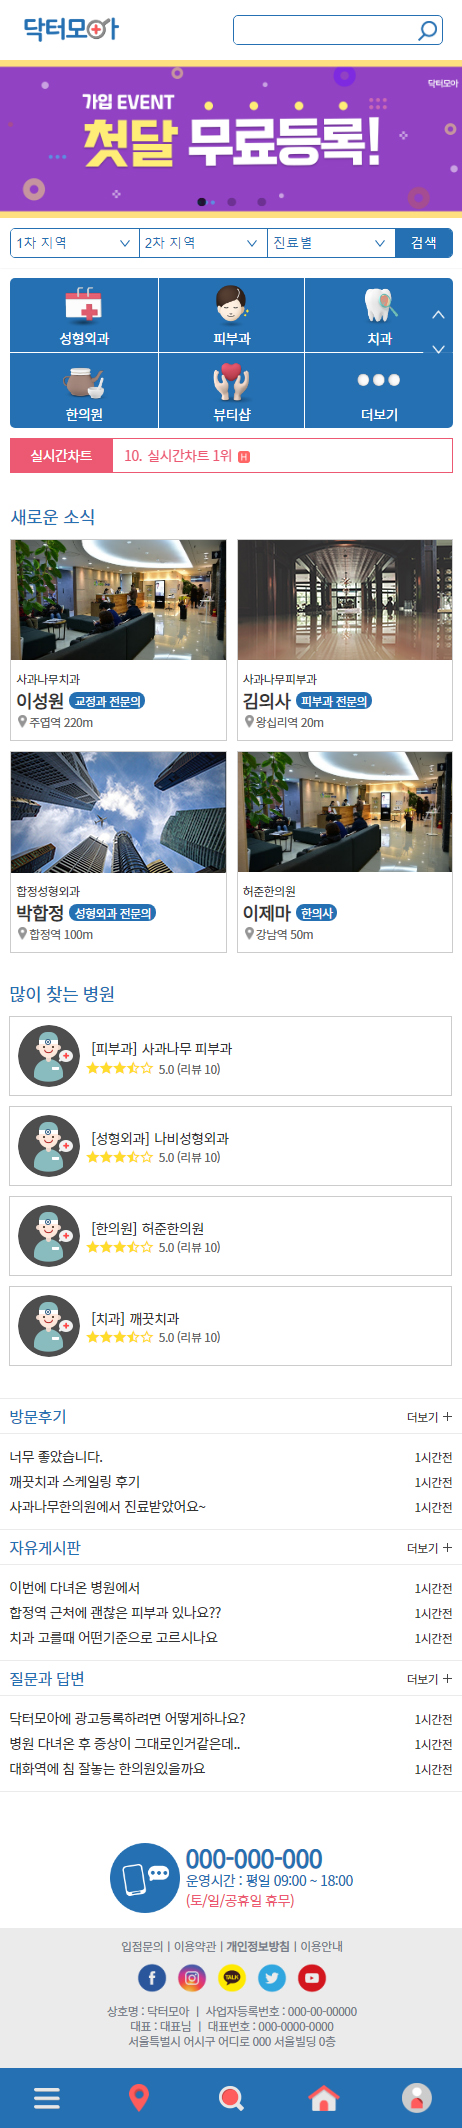 닥터모아
닥터모아
가입 EVENT
첫달 무료등록!
1차 지역
2차 지역
진료별
검색
성형외과
피부과
치과
한의원
뷰티샵
더보기
실시간차트
10. 실시간차트 1위 H
새로운 소식
사과나무치과
이성원 교정과 전문의
주엽역 220m
사과나무피부과
김의사 피부과 전문의
왕십리역 20m
합정성형외과
박합정 성형외과 전문의
합정역 100m
허준한의원
이제마 한의사
강남역 50m
많이 찾는 병원
[피부과] 사과나무 피부과
5.0 (리뷰 10)
[성형외과] 나비성형외과
5.0 (리뷰 10)
[한의원] 허준한의원
5.0 (리뷰 10)
[치과] 깨끗치과
5.0 (리뷰 10)
방문후기
더보기 +
너무 좋았습니다.
1시간전
깨끗치과 스케일링 후기
1시간전
사과나무한의원에서 진료받았어요~
1시간전
자유게시판
더보기 +
이번에 다녀온 병원에서
1시간전
합정역 근처에 괜찮은 피부과 있나요??
1시간전
치과 고를때 어떤기준으로 고르시나요
1시간전
질문과 답변
더보기 +
닥터모아에 광고등록하려면 어떻게하나요?
1시간전
병원 다녀온 후 증상이 그대로인거같은데..
1시간전
대화역에 침 잘놓는 한의원있을까요
1시간전
000-000-000
운영시간 : 평일 09:00 ~ 18:00
(토/일/공휴일 휴무)
입점문의 | 이용약관 | 개인정보방침 | 이용안내
TALK
상호명 : 닥터모아 | 사업자등록번호 : 000-00-00000
대표 : 대표님 | 대표번호 : 000-0000-0000
서울특별시 어시구 어디로 000 서울빌딩 0층